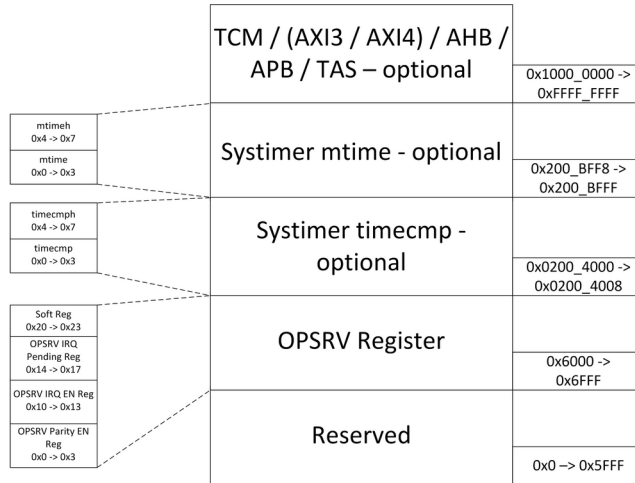 TCM / (AXI3 / AXI4) / AHB /
APB / TAS – optional
0x1000_0000 ->
0xFFFF_FFFF
mtimeh
0x4 -> 0x7
mtime
0x0 -> 0x3
Systimer mtime - optional
0x200_BFF8 ->
0x200_BFFF
timecmph
0x4 -> 0x7
timecmp
0x0 -> 0x3
Systimer timecmp -
optional
0x0200_4000 ->
0x0200_4008
Soft Reg
0x20 -> 0x23
OPSRV IRQ
Pending Reg
0x14 -> 0x17
OPSRV IRQ EN Reg
0x10 -> 0x13
OPSRV Parity EN
Reg
0x0 -> 0x3
OPSRV Register
0x6000 ->
0x6FFF
Reserved
0x0 –> 0x5FFF